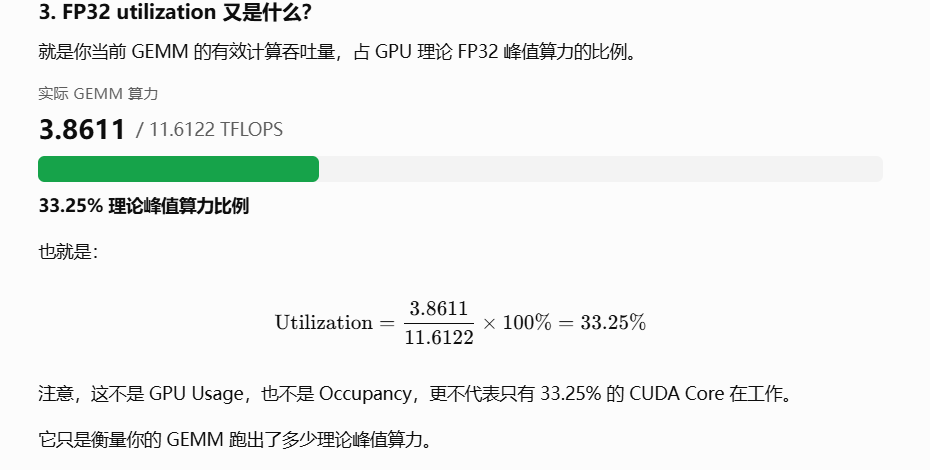 3. FP32 utilization 又是什么？
就是你当前 GEMM 的有效计算吞吐量，占 GPU 理论 FP32 峰值算力的比例。
实际 GEMM 算力
3.8611 / 11.6122 TFLOPS
33.25% 理论峰值算力比例
也就是：
Utilization = 3.8611 / 11.6122 × 100% = 33.25%
注意，这不是 GPU Usage，也不是 Occupancy，更不代表只有 33.25% 的 CUDA Core 在工作。
它只是衡量你的 GEMM 跑出了多少理论峰值算力。